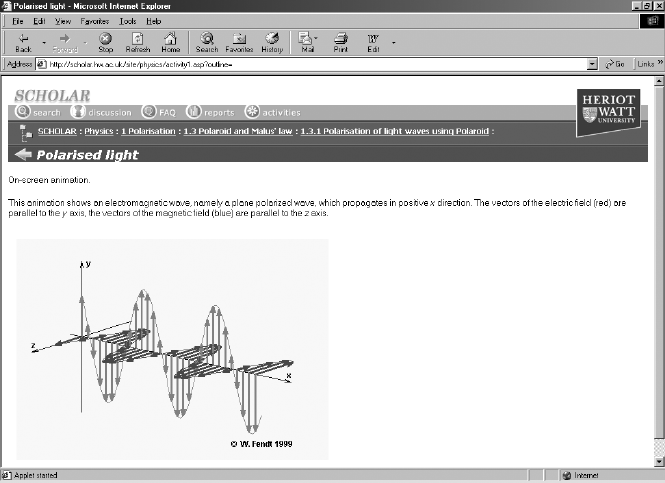 Polarised light - Microsoft Internet Explorer
File Edit View Favorites Tools Help
Back Forward Stop Refresh Home Search Favorites History Mail Print Edit
Address http://scholar.hw.ac.uk/site/physics/activity1.asp?outline= Go Links »
SCHOLAR
search discussion FAQ reports activities
HERIOT
WATT
UNIVERSITY
SCHOLAR : Physics : 1 Polarisation : 1.3 Polaroid and Malus' law : 1.3.1 Polarisation of light waves using Polaroid :
Polarised light
On-screen animation.
This animation shows an electromagnetic wave, namely a plane polarized wave, which propagates in positive x direction. The vectors of the electric field (red) are
parallel to the y axis, the vectors of the magnetic field (blue) are parallel to the z axis.
y
z
x
© W. Fendt 1999
Applet started Internet